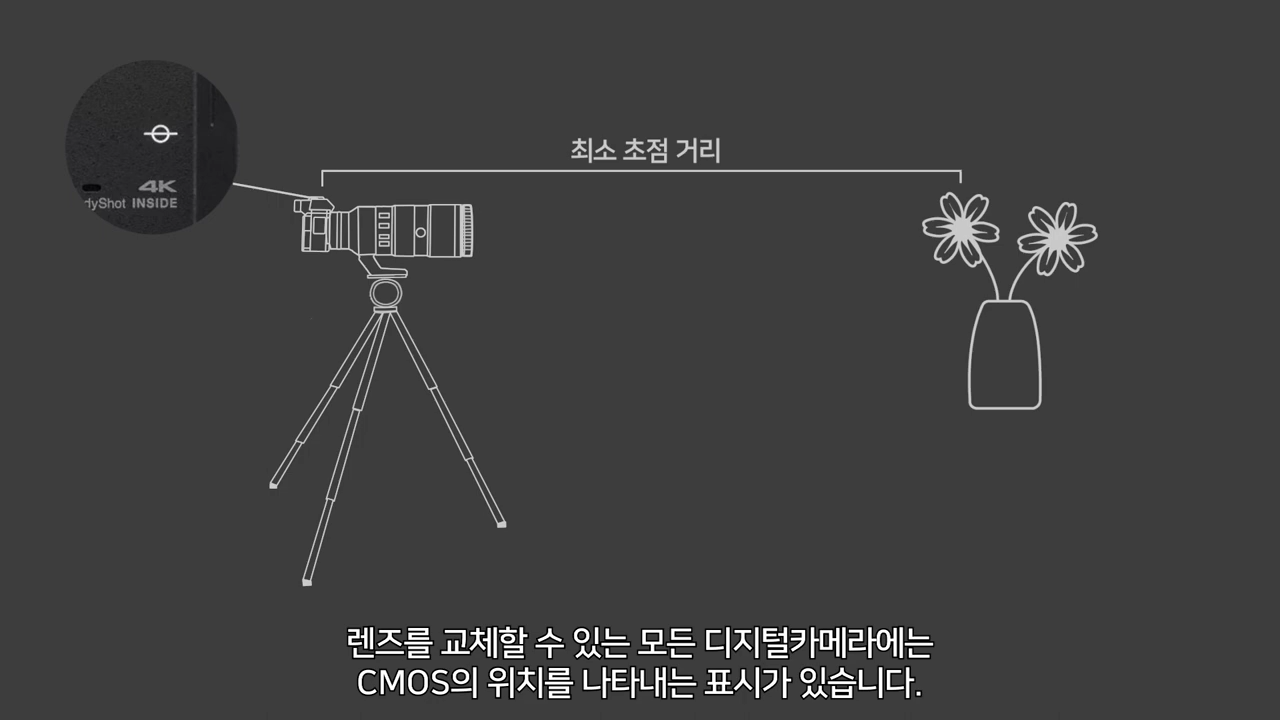 최소 초점 거리
4K
dyShot INSIDE
렌즈를 교체할 수 있는 모든 디지털카메라에는
CMOS의 위치를 나타내는 표시가 있습니다.